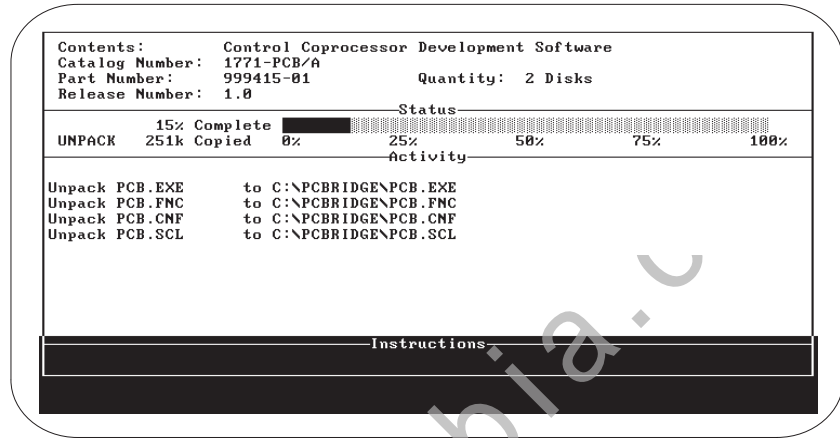 Contents: Control Coprocessor Development Software
Catalog Number: 1771-PCB/A
Part Number: 999415-01 Quantity: 2 Disks
Release Number: 1.0
Status
15% Complete
UNPACK 251k Copied 0% 25% 50% 75% 100%
Activity
Unpack PCB.EXE to C:\PCBRIDGE\PCB.EXE
Unpack PCB.FNC to C:\PCBRIDGE\PCB.FNC
Unpack PCB.CNF to C:\PCBRIDGE\PCB.CNF
Unpack PCB.SCL to C:\PCBRIDGE\PCB.SCL
Instructions